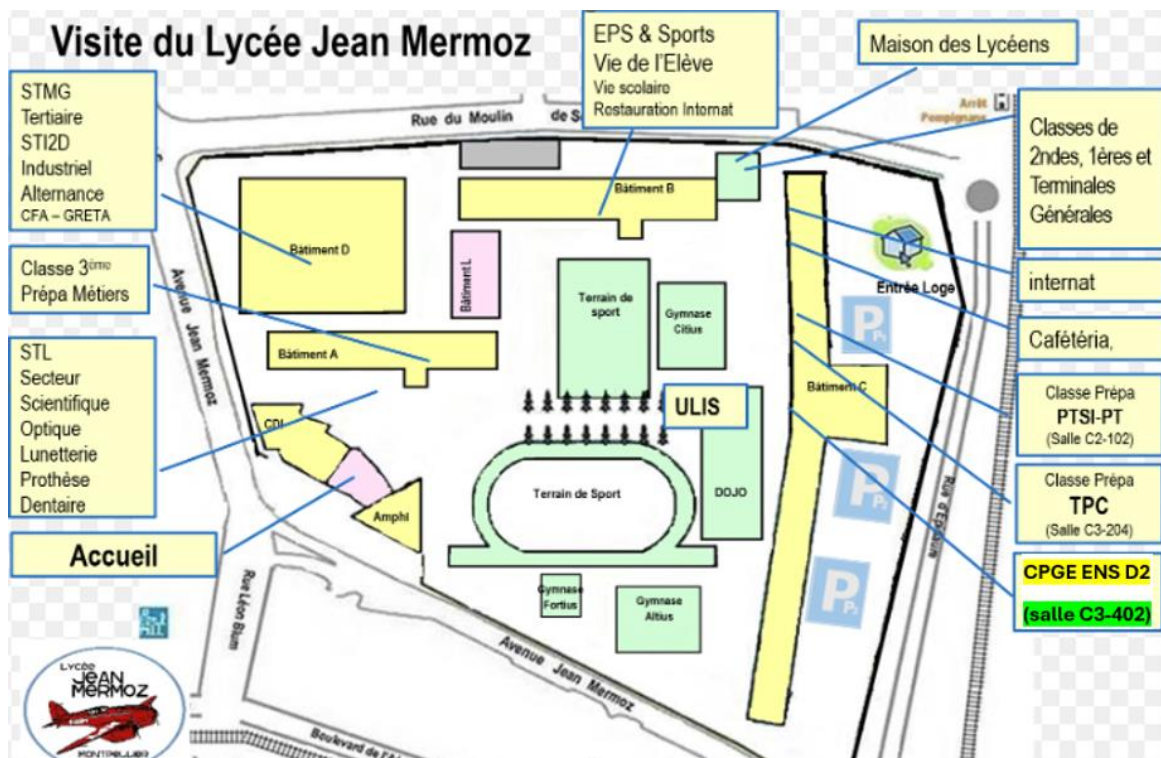 Visite du Lycée Jean Mermoz
EPS & Sports
Vie de l'Elève
Vie scolaire
Restauration Internat
Maison des Lycéens
STMG
Tertiaire
STI2D
Industriel
Alternance
CFA – GRETA
Classe 3ème
Prépa Métiers
STL
Secteur
Scientifique
Optique
Lunetterie
Prothèse
Dentaire
Accueil
Rue du Moulin
de
Arrêt
Pompignane
Classes de
2ndes, 1ères et
Terminales
Générales
internat
Cafétéria,
Classe Prépa
PTSI-PT
(Salle C2-102)
Classe Prépa
TPC
(Salle C3-204)
CPGE ENS D2
(salle C3-402)
Bâtiment B
Bâtiment D
Bâtiment L
Bâtiment A
Terrain de
sport
Gymnase
Citius
Entrée Loge
P
Bâtiment C
ULIS
CDI
Amphi
Terrain de Sport
DOJO
P
P
Gymnase
Fortius
Gymnase
Altius
Avenue Jean Mermoz
Avenue Jean Mermoz
Rue Léon Blum
Boulevard de
LYCÉE
JEAN
MERMOZ
MONTPELLIER